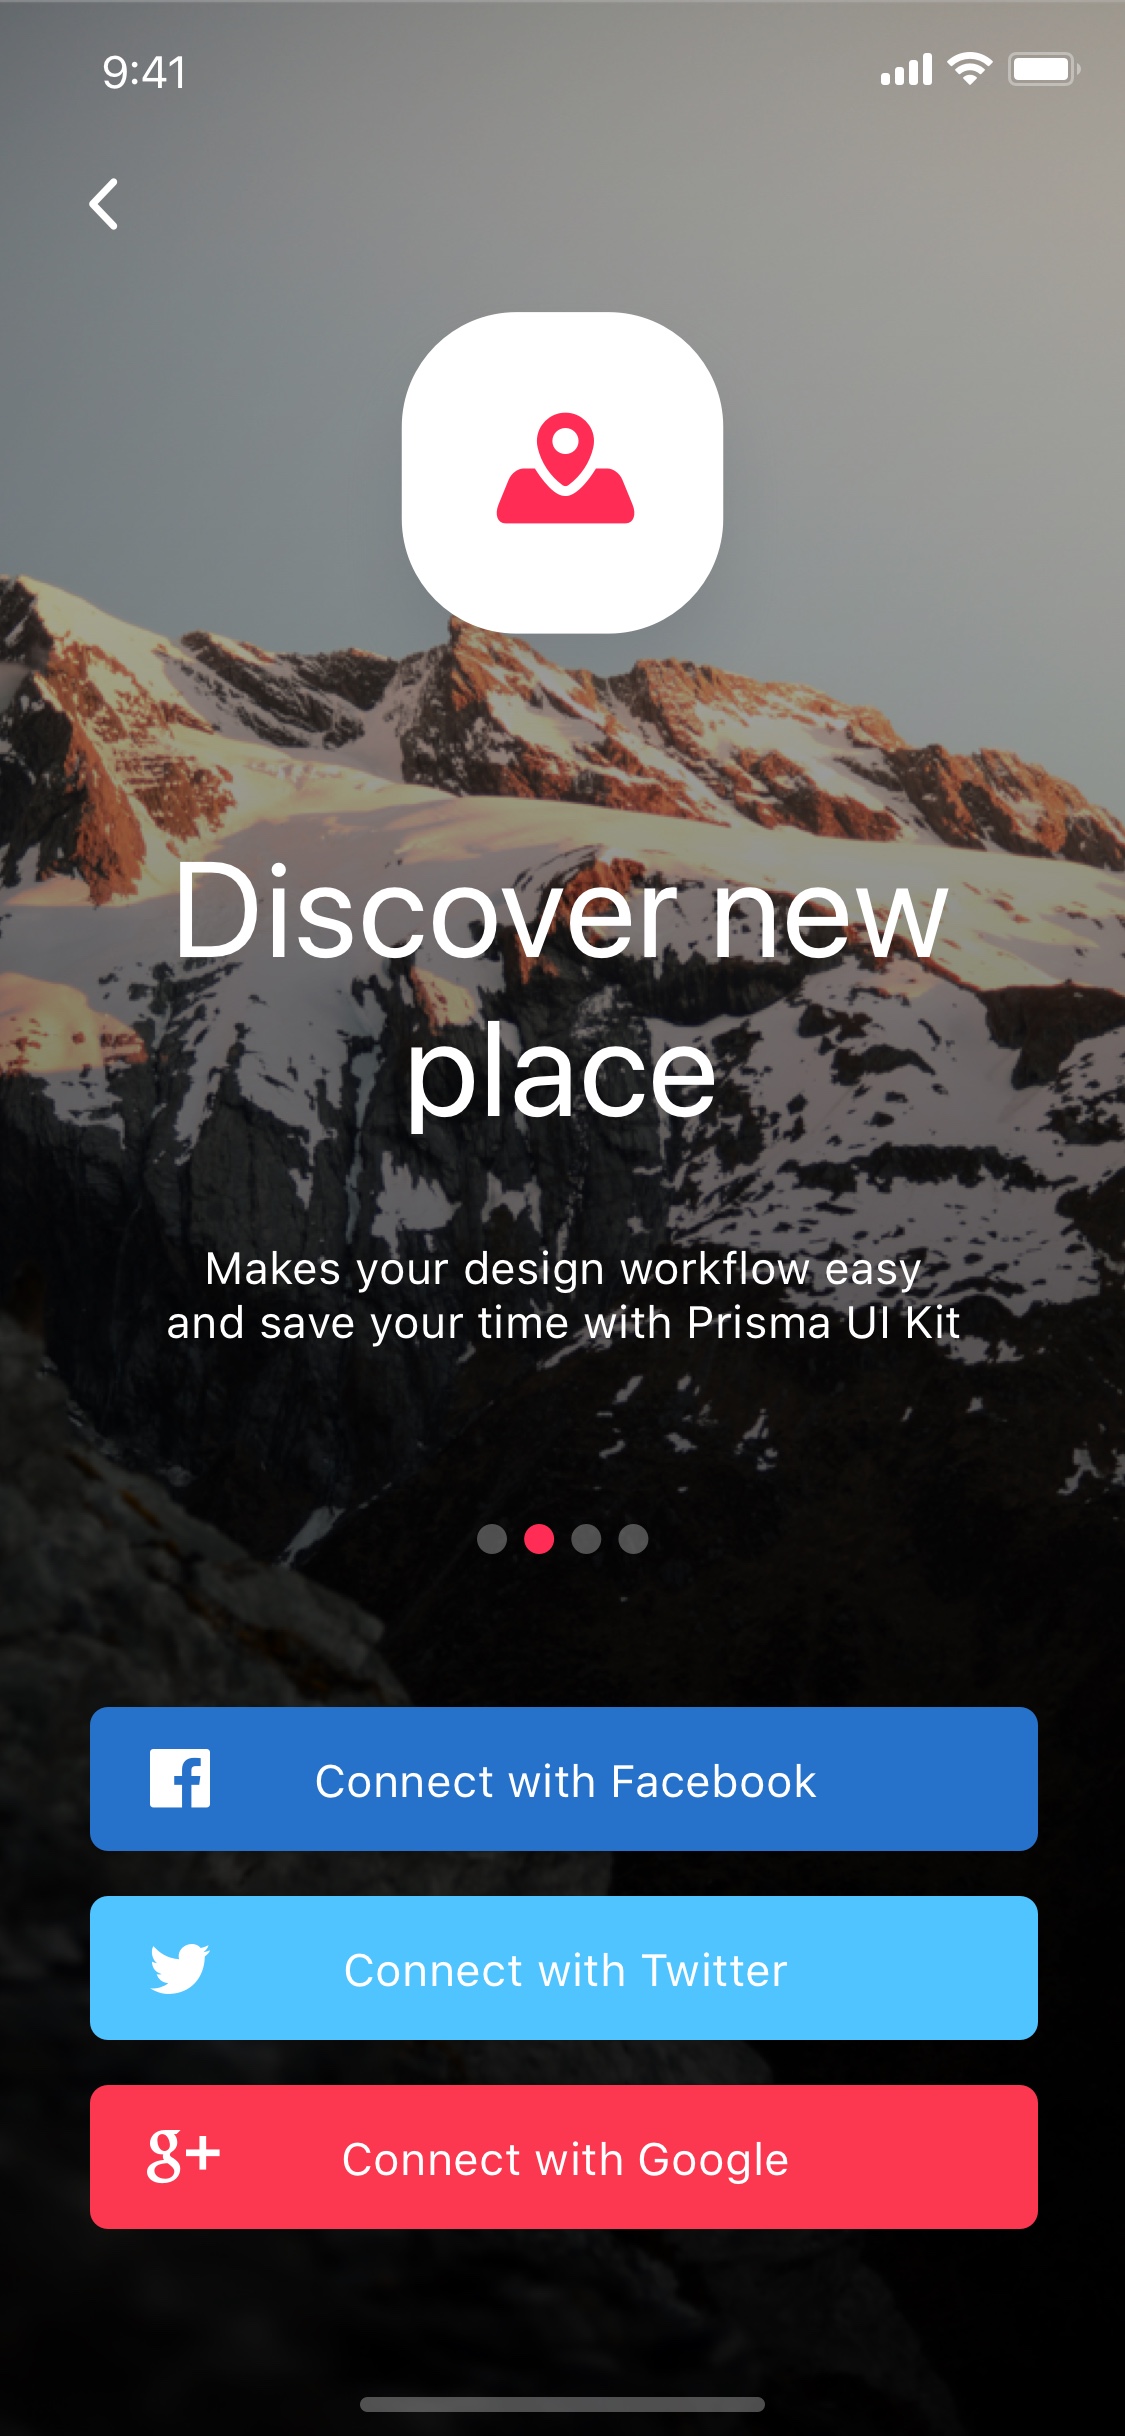 9:41
Discover new
place
Makes your design workflow easy
and save your time with Prisma UI Kit
Connect with Facebook
Connect with Twitter
g+ Connect with Google